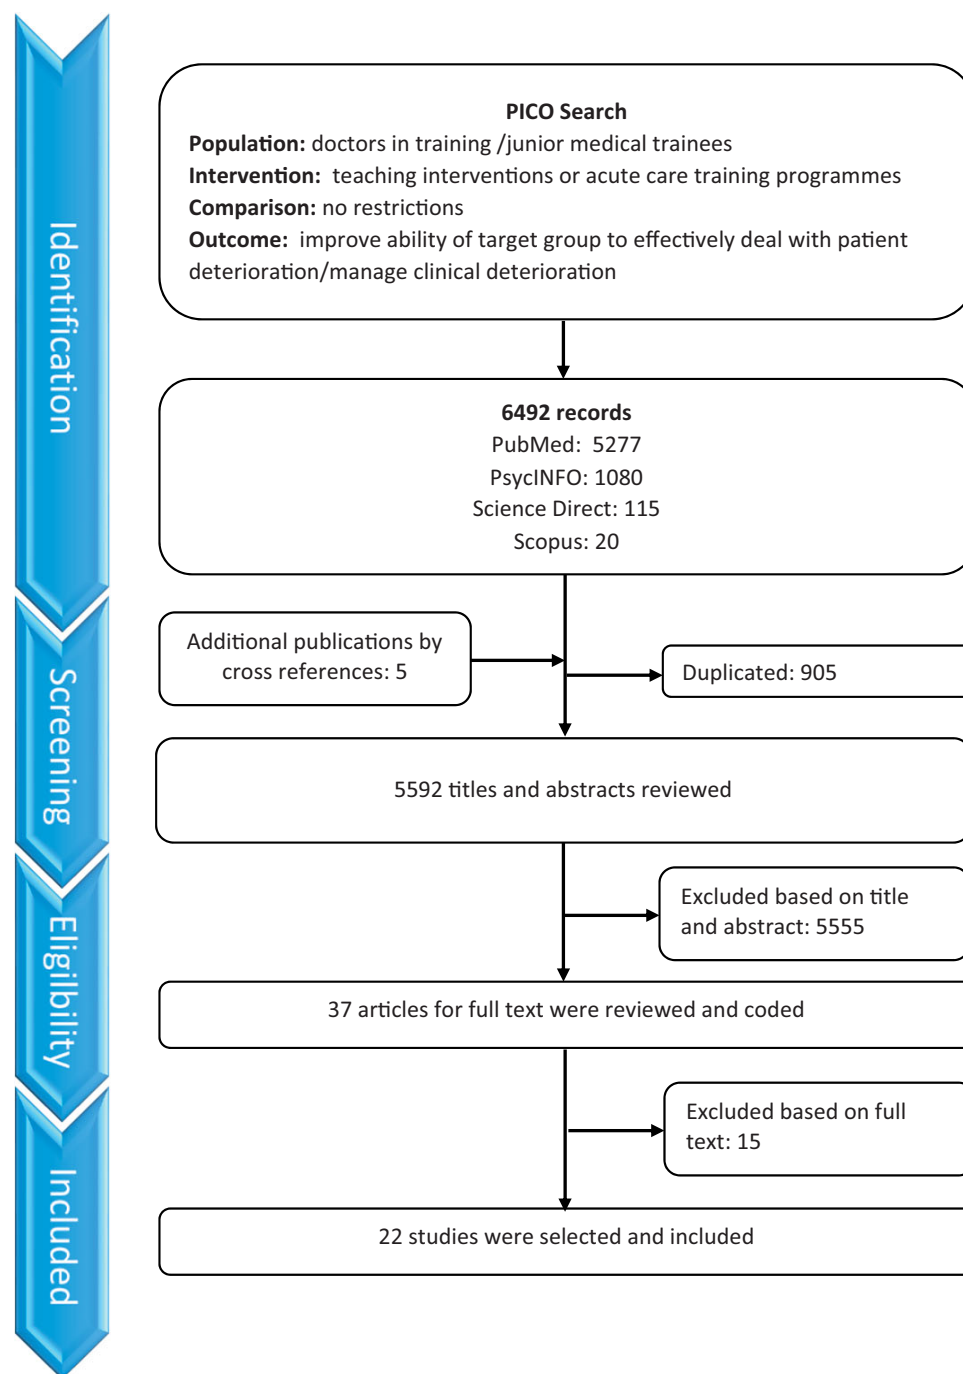 Identification
PICO Search
Population: doctors in training /junior medical trainees
Intervention: teaching interventions or acute care training programmes
Comparison: no restrictions
Outcome: improve ability of target group to effectively deal with patient
deterioration/manage clinical deterioration
6492 records
PubMed: 5277
PsycINFO: 1080
Science Direct: 115
Scopus: 20
Screening
Additional publications by
cross references: 5
Duplicated: 905
5592 titles and abstracts reviewed
Eligilbility
Excluded based on title
and abstract: 5555
37 articles for full text were reviewed and coded
Included
Excluded based on full
text: 15
22 studies were selected and included